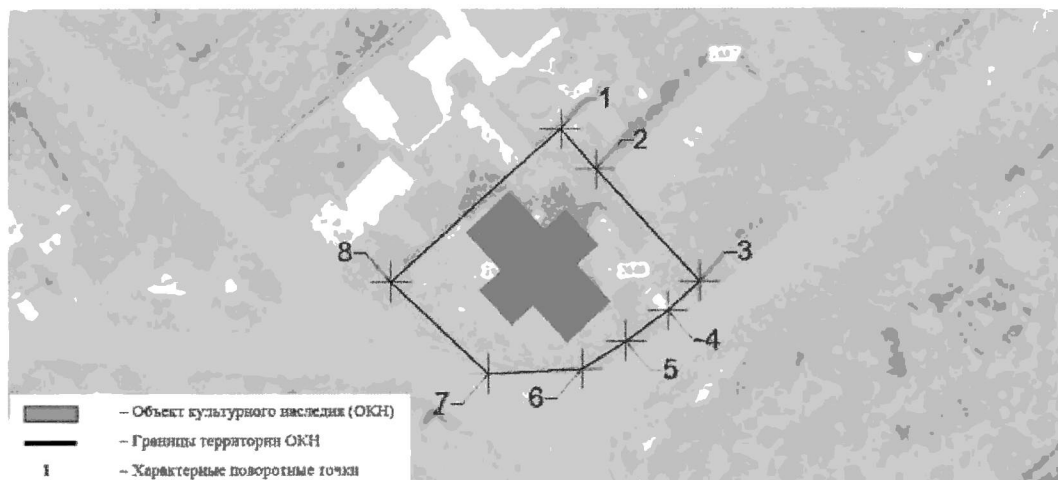 1
2
3
8
4
5
6
7
– Объект культурного наследия (ОКН)
– Границы территории ОКН
1 – Характерные поворотные точки